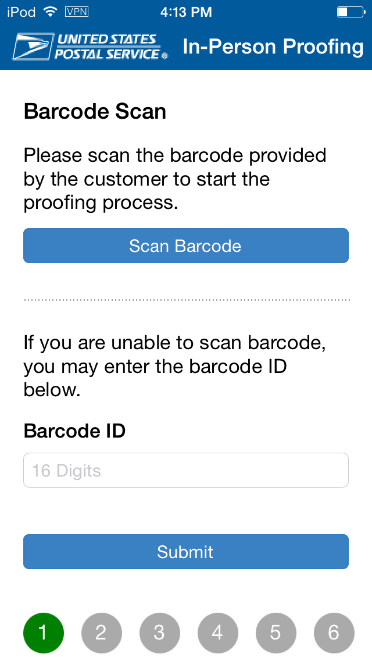 iPod VPN 4:13 PM
UNITED STATES
POSTAL SERVICE® In-Person Proofing
Barcode Scan
Please scan the barcode provided
by the customer to start the
proofing process.
Scan Barcode
If you are unable to scan barcode,
you may enter the barcode ID
below.
Barcode ID
16 Digits
Submit
1 2 3 4 5 6